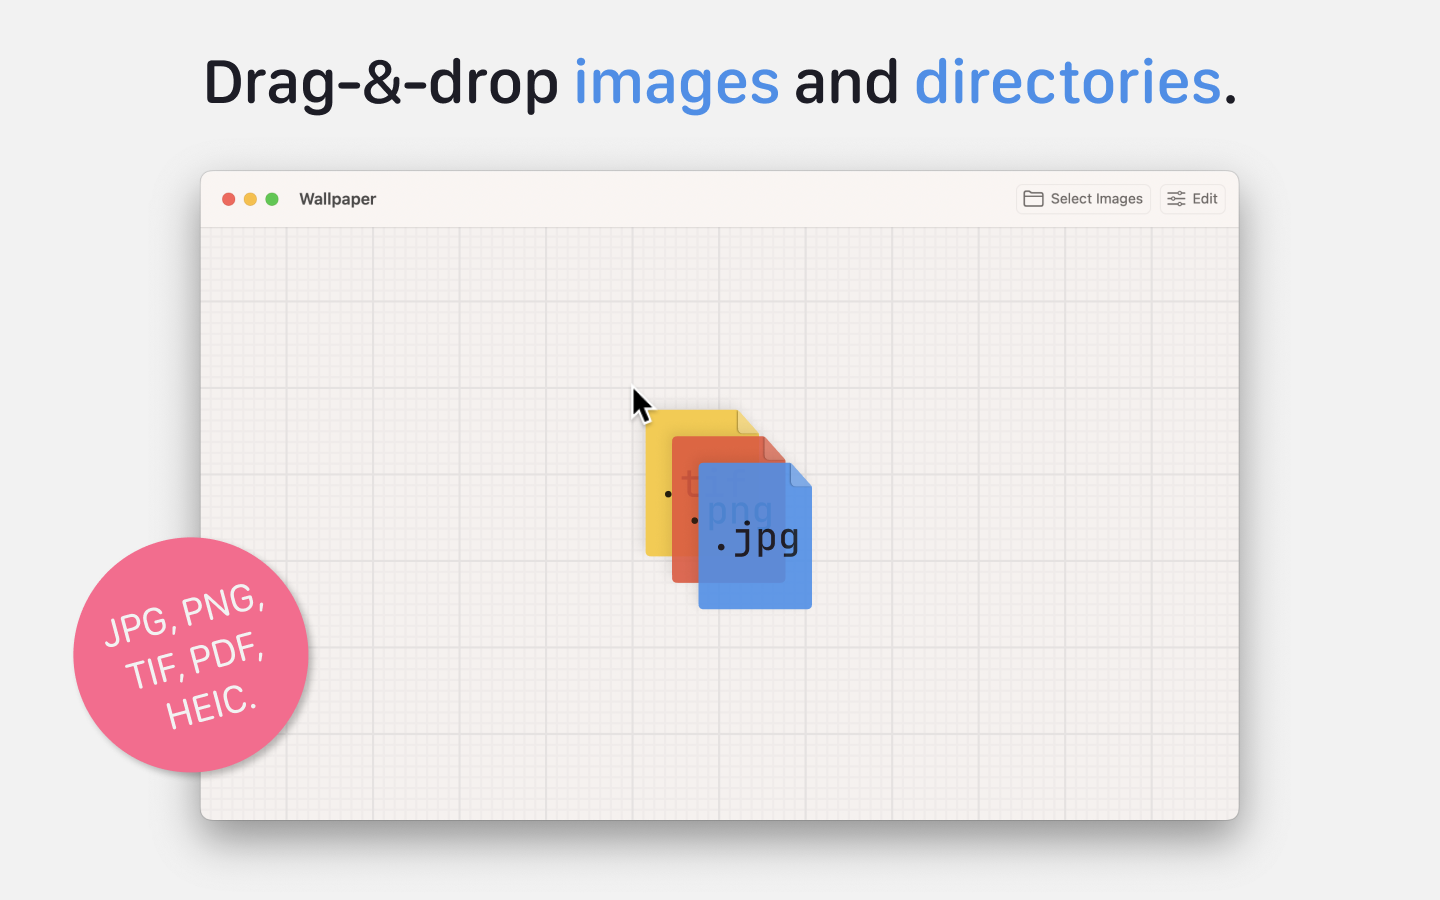 Drag-&-drop images and directories.
Wallpaper
Select Images
Edit
.png
.jpg
JPG, PNG,
TIF, PDF,
HEIC.